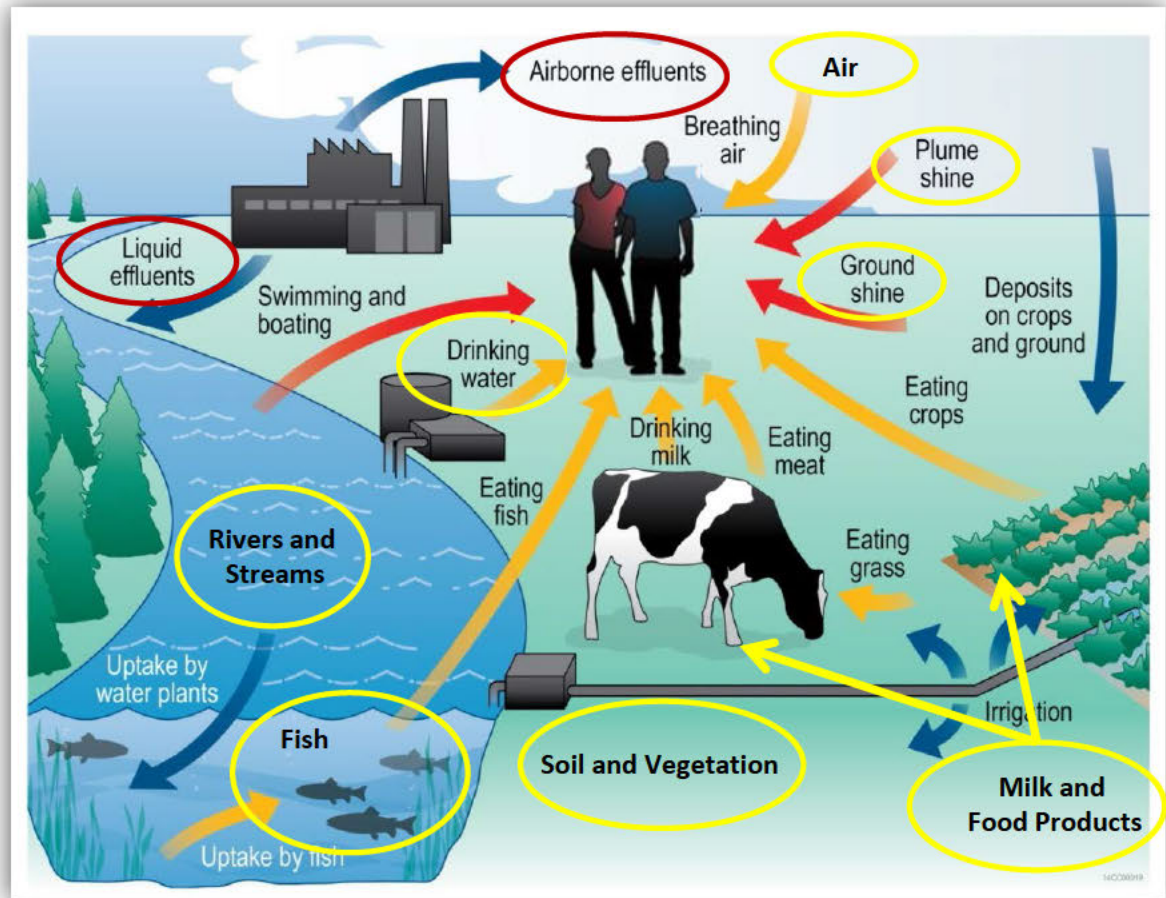 Airborne effluents
Air
Breathing
air
Plume
shine
Liquid
effluents
Swimming and
boating
Ground
shine
Deposits
on crops
and ground
Drinking
water
Eating
crops
Drinking
milk
Eating
meat
Eating
fish
Rivers and
Streams
Eating
grass
Uptake by
water plants
Irrigation
Fish
Soil and Vegetation
Milk and
Food Products
Uptake by fish